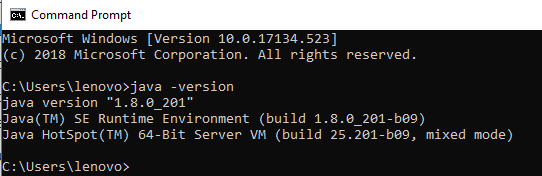 C:\. Command Prompt
Microsoft Windows [Version 10.0.17134.523]
(c) 2018 Microsoft Corporation. All rights reserved.
C:\Users\lenovo>java -version
java version "1.8.0_201"
Java(TM) SE Runtime Environment (build 1.8.0_201-b09)
Java HotSpot(TM) 64-Bit Server VM (build 25.201-b09, mixed mode)
C:\Users\lenovo>